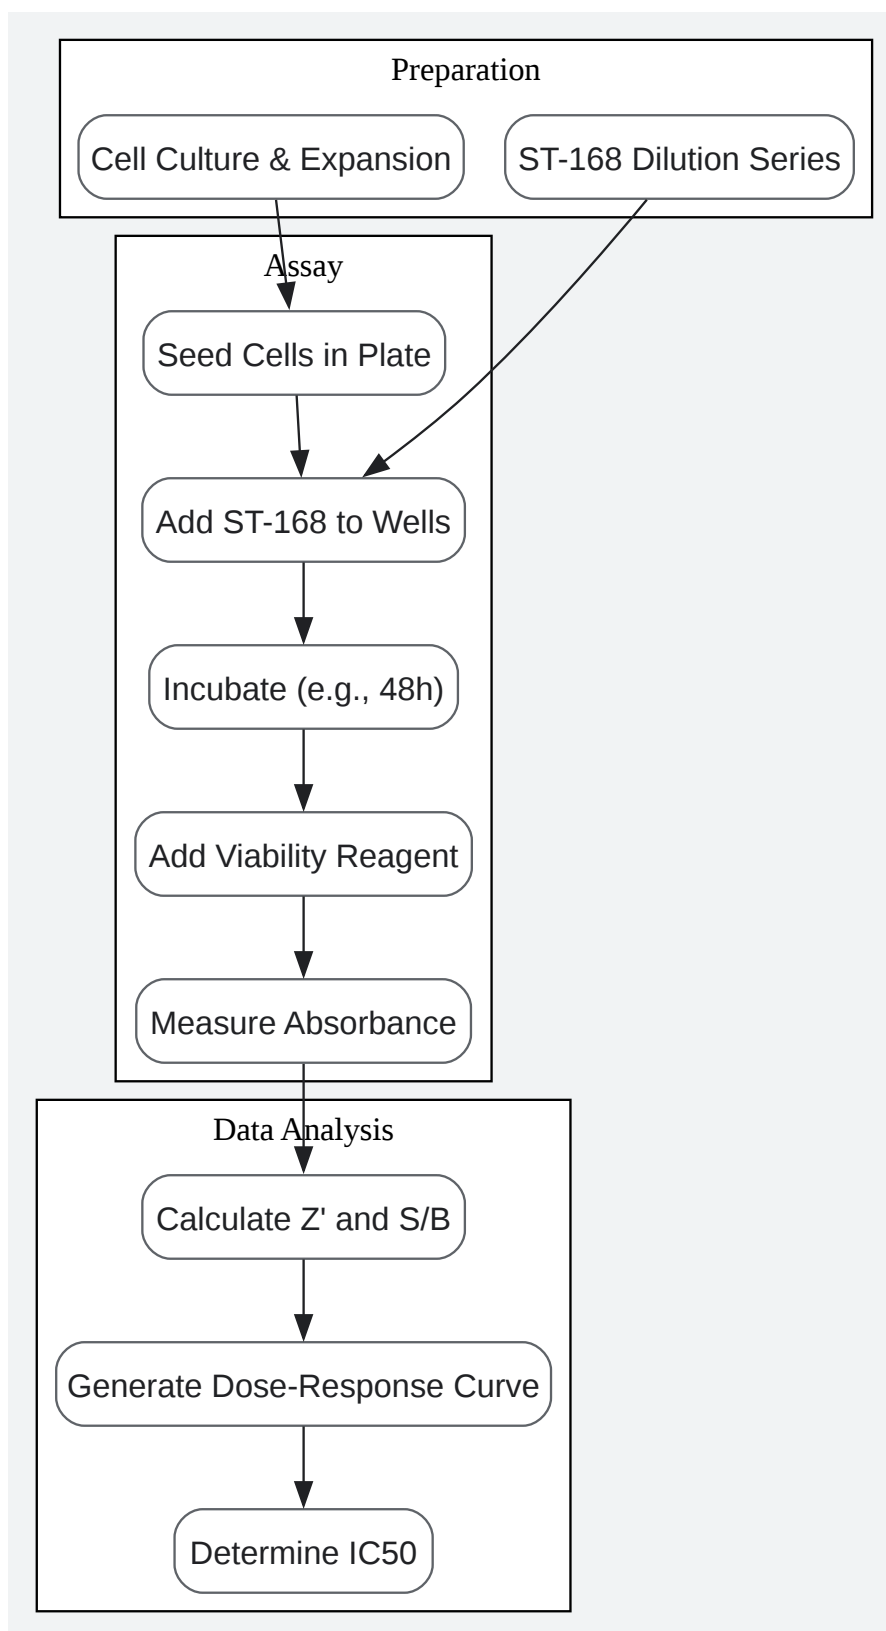 Preparation
Cell Culture & Expansion
ST-168 Dilution Series
Assay
Seed Cells in Plate
Add ST-168 to Wells
Incubate (e.g., 48h)
Add Viability Reagent
Measure Absorbance
Data Analysis
Calculate Z' and S/B
Generate Dose-Response Curve
Determine IC50